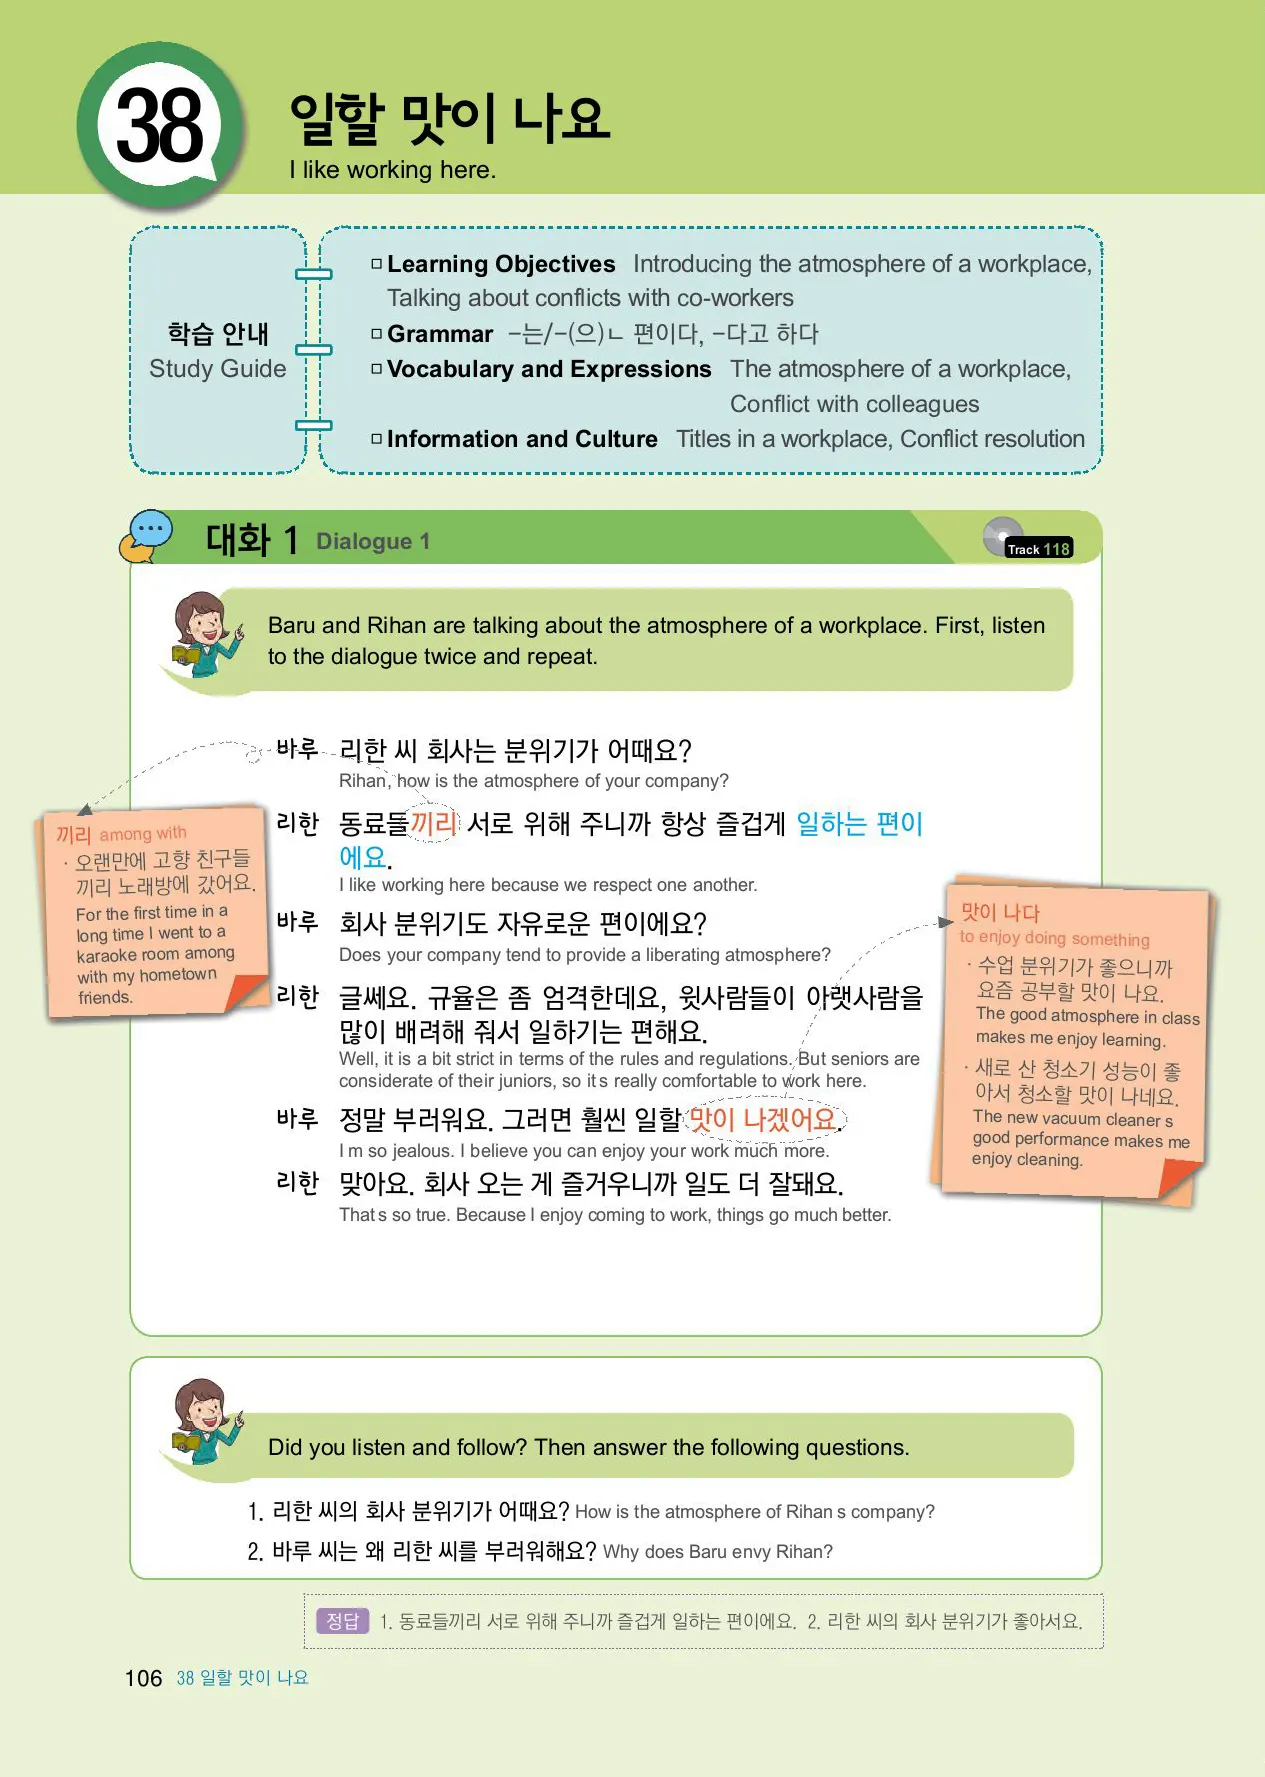 38
일할 맛이 나요
I like working here.
학습 안내
Study Guide
□ Learning Objectives Introducing the atmosphere of a workplace,
Talking about conflicts with co-workers
□ Grammar -는/-(으)ㄴ 편이다, -다고 하다
□ Vocabulary and Expressions The atmosphere of a workplace,
Conflict with colleagues
□ Information and Culture Titles in a workplace, Conflict resolution
대화 1 Dialogue 1
Track 118
Baru and Rihan are talking about the atmosphere of a workplace. First, listen
to the dialogue twice and repeat.
바루 리한 씨 회사는 분위기가 어때요?
Rihan, how is the atmosphere of your company?
리한 동료들끼리 서로 위해 주니까 항상 즐겁게 일하는 편이
에요.
I like working here because we respect one another.
바루 회사 분위기도 자유로운 편이에요?
Does your company tend to provide a liberating atmosphere?
리한 글쎄요. 규율은 좀 엄격한데요, 윗사람들이 아랫사람을
많이 배려해 줘서 일하기는 편해요.
Well, it is a bit strict in terms of the rules and regulations. But seniors are
considerate of their juniors, so it s really comfortable to work here.
바루 정말 부러워요. 그러면 훨씬 일할 맛이 나겠어요.
I m so jealous. I believe you can enjoy your work much more.
리한 맞아요. 회사 오는 게 즐거우니까 일도 더 잘돼요.
That s so true. Because I enjoy coming to work, things go much better.
끼리 among with
· 오랜만에 고향 친구들
끼리 노래방에 갔어요.
For the first time in a
long time I went to a
karaoke room among
with my hometown
friends.
맛이 나다
to enjoy doing something
· 수업 분위기가 좋으니까
요즘 공부할 맛이 나요.
The good atmosphere in class
makes me enjoy learning.
· 새로 산 청소기 성능이 좋
아서 청소할 맛이 나네요.
The new vacuum cleaner s
good performance makes me
enjoy cleaning.
Did you listen and follow? Then answer the following questions.
1. 리한 씨의 회사 분위기가 어때요? How is the atmosphere of Rihan s company?
2. 바루 씨는 왜 리한 씨를 부러워해요? Why does Baru envy Rihan?
정답 1. 동료들끼리 서로 위해 주니까 즐겁게 일하는 편이에요. 2. 리한 씨의 회사 분위기가 좋아서요.
106 38 일할 맛이 나요